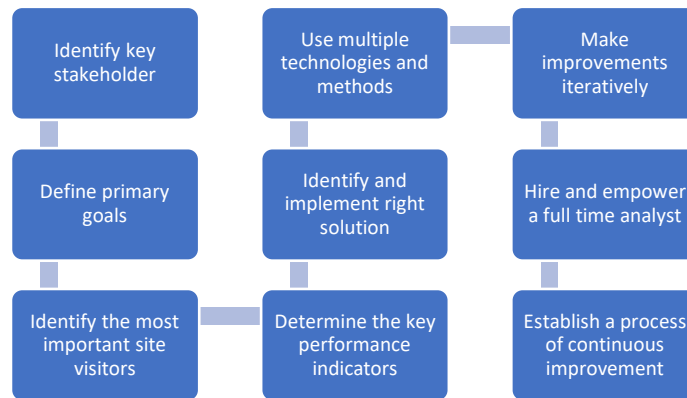 Identify key
stakeholder
Define primary
goals
Identify the most
important site
visitors
Determine the key
performance
indicators
Identify and
implement right
solution
Use multiple
technologies and
methods
Make
improvements
iteratively
Hire and empower
a full time analyst
Establish a process
of continuous
improvement